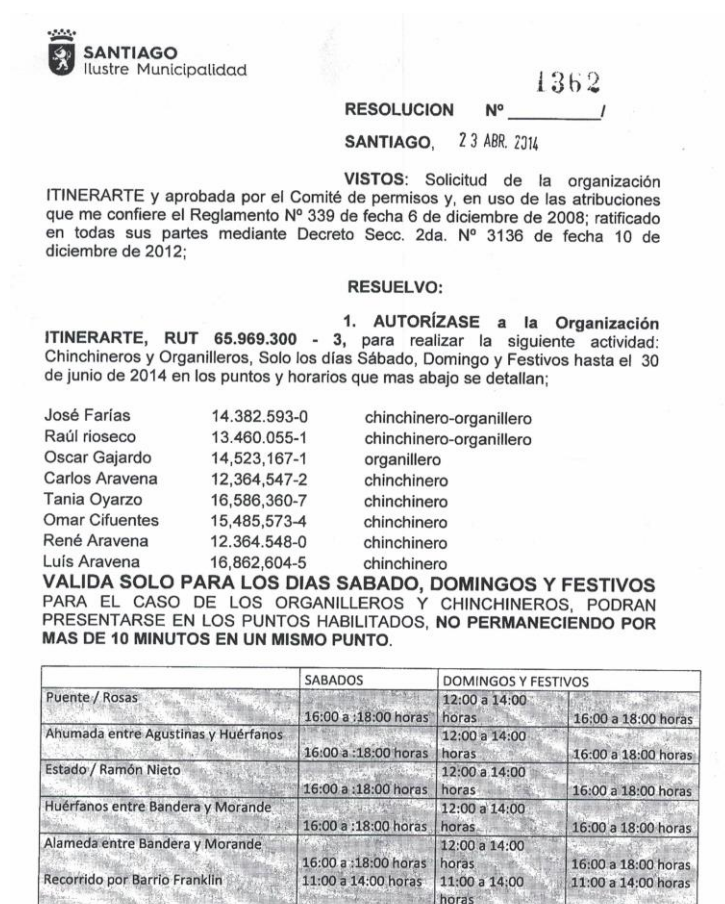 SANTIAGO
Ilustre Municipalidad
1362
RESOLUCION Nº ________/
SANTIAGO, 23 ABR. 2014
VISTOS: Solicitud de la organización
ITINERARTE y aprobada por el Comité de permisos y, en uso de las atribuciones
que me confiere el Reglamento Nº 339 de fecha 6 de diciembre de 2008; ratificado
en todas sus partes mediante Decreto Secc. 2da. Nº 3136 de fecha 10 de
diciembre de 2012;
RESUELVO:
1. AUTORÍZASE a la Organización
ITINERARTE, RUT 65.969.300 - 3, para realizar la siguiente actividad:
Chinchineros y Organilleros, Solo los días Sábado, Domingo y Festivos hasta el 30
de junio de 2014 en los puntos y horarios que mas abajo se detallan;
José Farías 14.382.593-0 chinchinero-organillero
Raúl rioseco 13.460.055-1 chinchinero-organillero
Oscar Gajardo 14,523,167-1 organillero
Carlos Aravena 12,364,547-2 chinchinero
Tania Oyarzo 16,586,360-7 chinchinero
Omar Cifuentes 15,485,573-4 chinchinero
René Aravena 12.364.548-0 chinchinero
Luís Aravena 16,862,604-5 chinchinero
VALIDA SOLO PARA LOS DIAS SABADO, DOMINGOS Y FESTIVOS
PARA EL CASO DE LOS ORGANILLEROS Y CHINCHINEROS, PODRAN
PRESENTARSE EN LOS PUNTOS HABILITADOS, NO PERMANECIENDO POR
MAS DE 10 MINUTOS EN UN MISMO PUNTO.
SABADOS DOMINGOS Y FESTIVOS
Puente / Rosas 12:00 a 14:00
16:00 a :18:00 horas horas 16:00 a 18:00 horas
Ahumada entre Agustinas y Huérfanos 12:00 a 14:00
16:00 a :18:00 horas horas 16:00 a 18:00 horas
Estado / Ramón Nieto 12:00 a 14:00
16:00 a :18:00 horas horas 16:00 a 18:00 horas
Huérfanos entre Bandera y Morande 12:00 a 14:00
16:00 a :18:00 horas horas 16:00 a 18:00 horas
Alameda entre Bandera y Morande 12:00 a 14:00
16:00 a :18:00 horas horas 16:00 a 18:00 horas
Recorrido por Barrio Franklin 11:00 a 14:00 horas 11:00 a 14:00 11:00 a 14:00 horas
horas